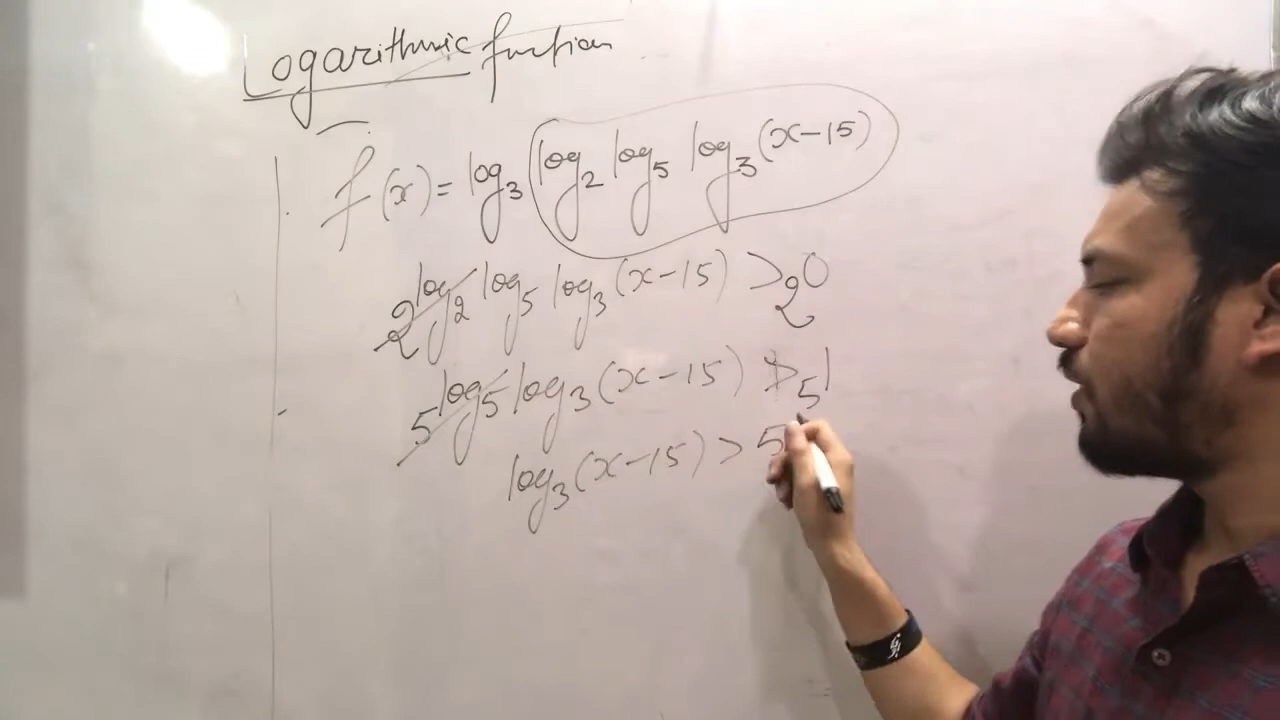 Logarithmic function
f(x) = log₃ log₂ log₅ log₃ (x-15)
2^log₂ log₅ log₃ (x-15) > 2^0
5^log₅ log₃ (x-15) > 5^1
log₃ (x-15) > 5